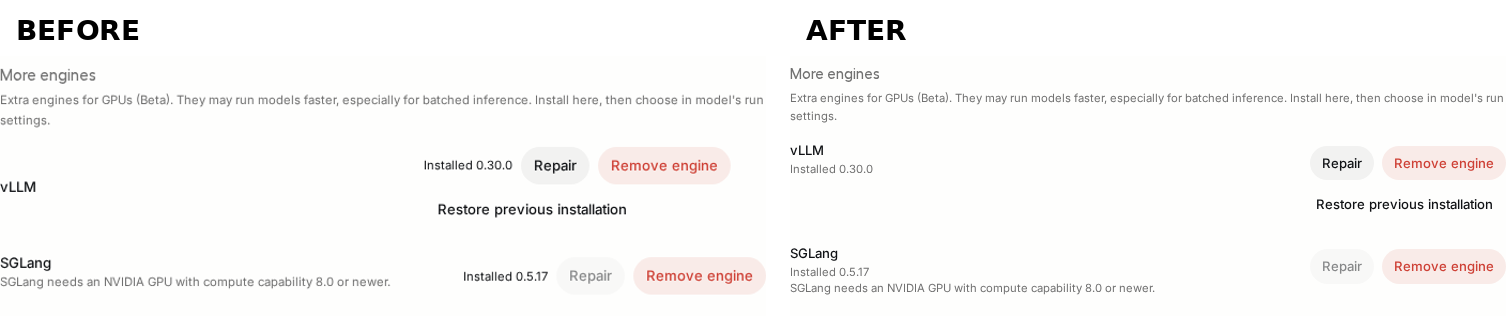 BEFORE
More engines
Extra engines for GPUs (Beta). They may run models faster, especially for batched inference. Install here, then choose in model's run
settings.
vLLM
Installed 0.30.0 Repair Remove engine
Restore previous installation
SGLang
SGLang needs an NVIDIA GPU with compute capability 8.0 or newer.
Installed 0.5.17 Repair Remove engine
AFTER
More engines
Extra engines for GPUs (Beta). They may run models faster, especially for batched inference. Install here, then choose in model's run
settings.
vLLM
Installed 0.30.0
Repair Remove engine
Restore previous installation
SGLang
Installed 0.5.17
SGLang needs an NVIDIA GPU with compute capability 8.0 or newer.
Repair Remove engine